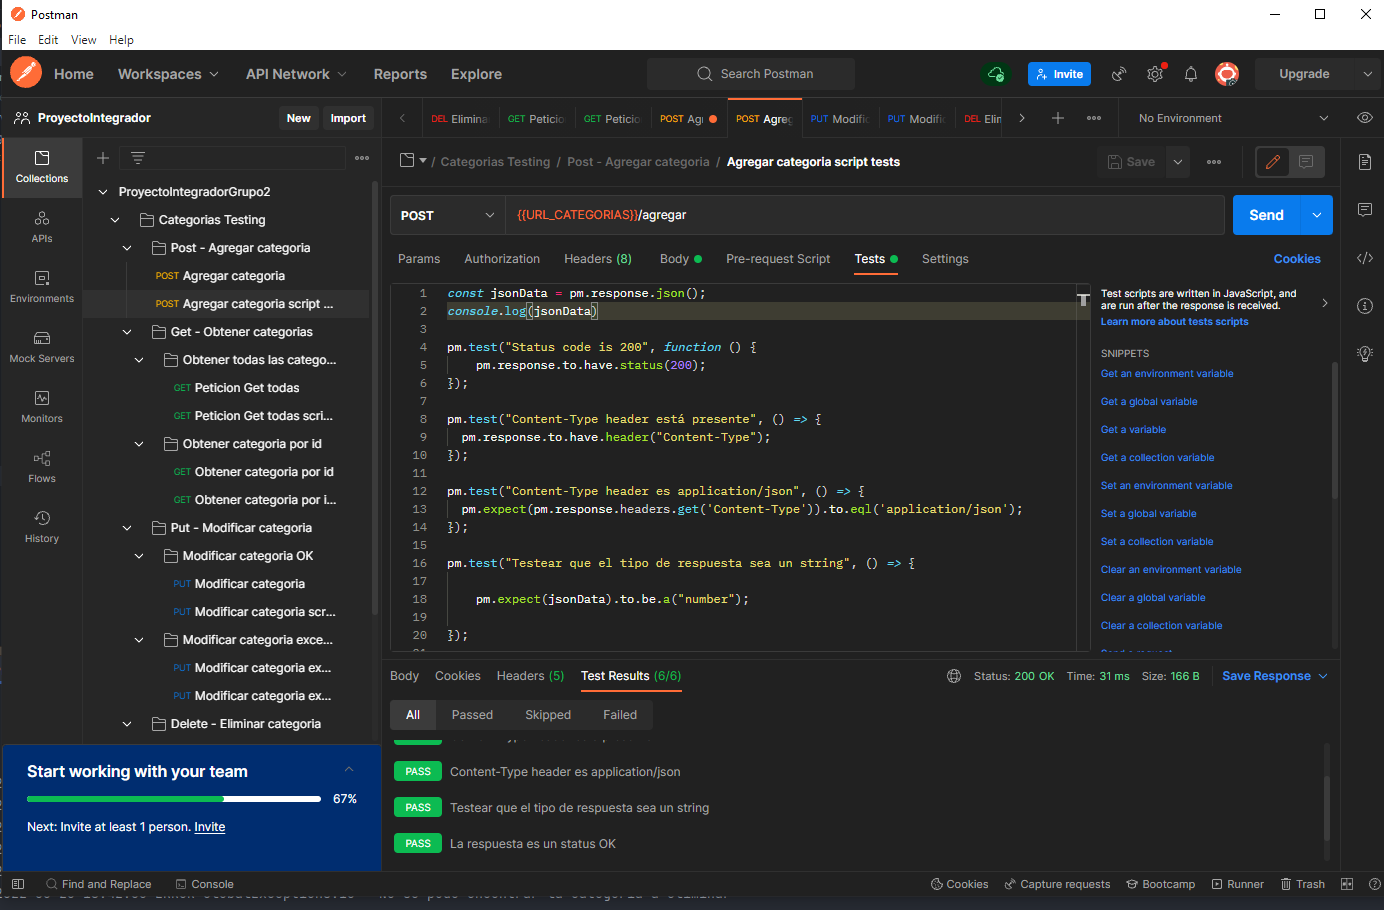 Postman
File Edit View Help
Home Workspaces API Network Reports Explore Search Postman Invite Upgrade
ProyectoIntegrador New Import
DEL Elimina GET Peticio GET Peticio POST Ag POST Agreg PUT Modific PUT Modific DEL Elin No Environment
Collections
APIs
Environments
Mock Servers
Monitors
Flows
History
ProyectoIntegradorGrupo2
Categorias Testing
Post - Agregar categoria
POST Agregar categoria
POST Agregar categoria script ...
Get - Obtener categorias
Obtener todas las catego...
GET Peticion Get todas
GET Peticion Get todas scri...
Obtener categoria por id
GET Obtener categoria por id
GET Obtener categoria por i...
Put - Modificar categoria
Modificar categoria OK
PUT Modificar categoria
PUT Modificar categoria scr...
Modificar categoria exce...
PUT Modificar categoria ex...
PUT Modificar categoria ex...
Delete - Eliminar categoria
Start working with your team
67%
Next: Invite at least 1 person. Invite
/ Categorias Testing / Post - Agregar categoria / Agregar categoria script tests Save
POST {{URL_CATEGORIAS}}/agregar Send
Params Authorization Headers (8) Body Pre-request Script Tests Settings Cookies
1 const jsonData = pm.response.json();
2 console.log(jsonData)
3
4 pm.test("Status code is 200", function () {
5 pm.response.to.have.status(200);
6 });
7
8 pm.test("Content-Type header está presente", () => {
9 pm.response.to.have.header("Content-Type");
10 });
11
12 pm.test("Content-Type header es application/json", () => {
13 pm.expect(pm.response.headers.get('Content-Type')).to.eql('application/json');
14 });
15
16 pm.test("Testear que el tipo de respuesta sea un string", () => {
17
18 pm.expect(jsonData).to.be.a("number");
19
20 });
Test scripts are written in JavaScript, and
are run after the response is received.
Learn more about tests scripts
SNIPPETS
Get an environment variable
Get a global variable
Get a variable
Get a collection variable
Set an environment variable
Set a global variable
Set a collection variable
Clear an environment variable
Clear a global variable
Clear a collection variable
Body Cookies Headers (5) Test Results (6/6) Status: 200 OK Time: 31 ms Size: 166 B Save Response
All Passed Skipped Failed
PASS Content-Type header es application/json
PASS Testear que el tipo de respuesta sea un string
PASS La respuesta es un status OK
Find and Replace Console Cookies Capture requests Bootcamp Runner Trash